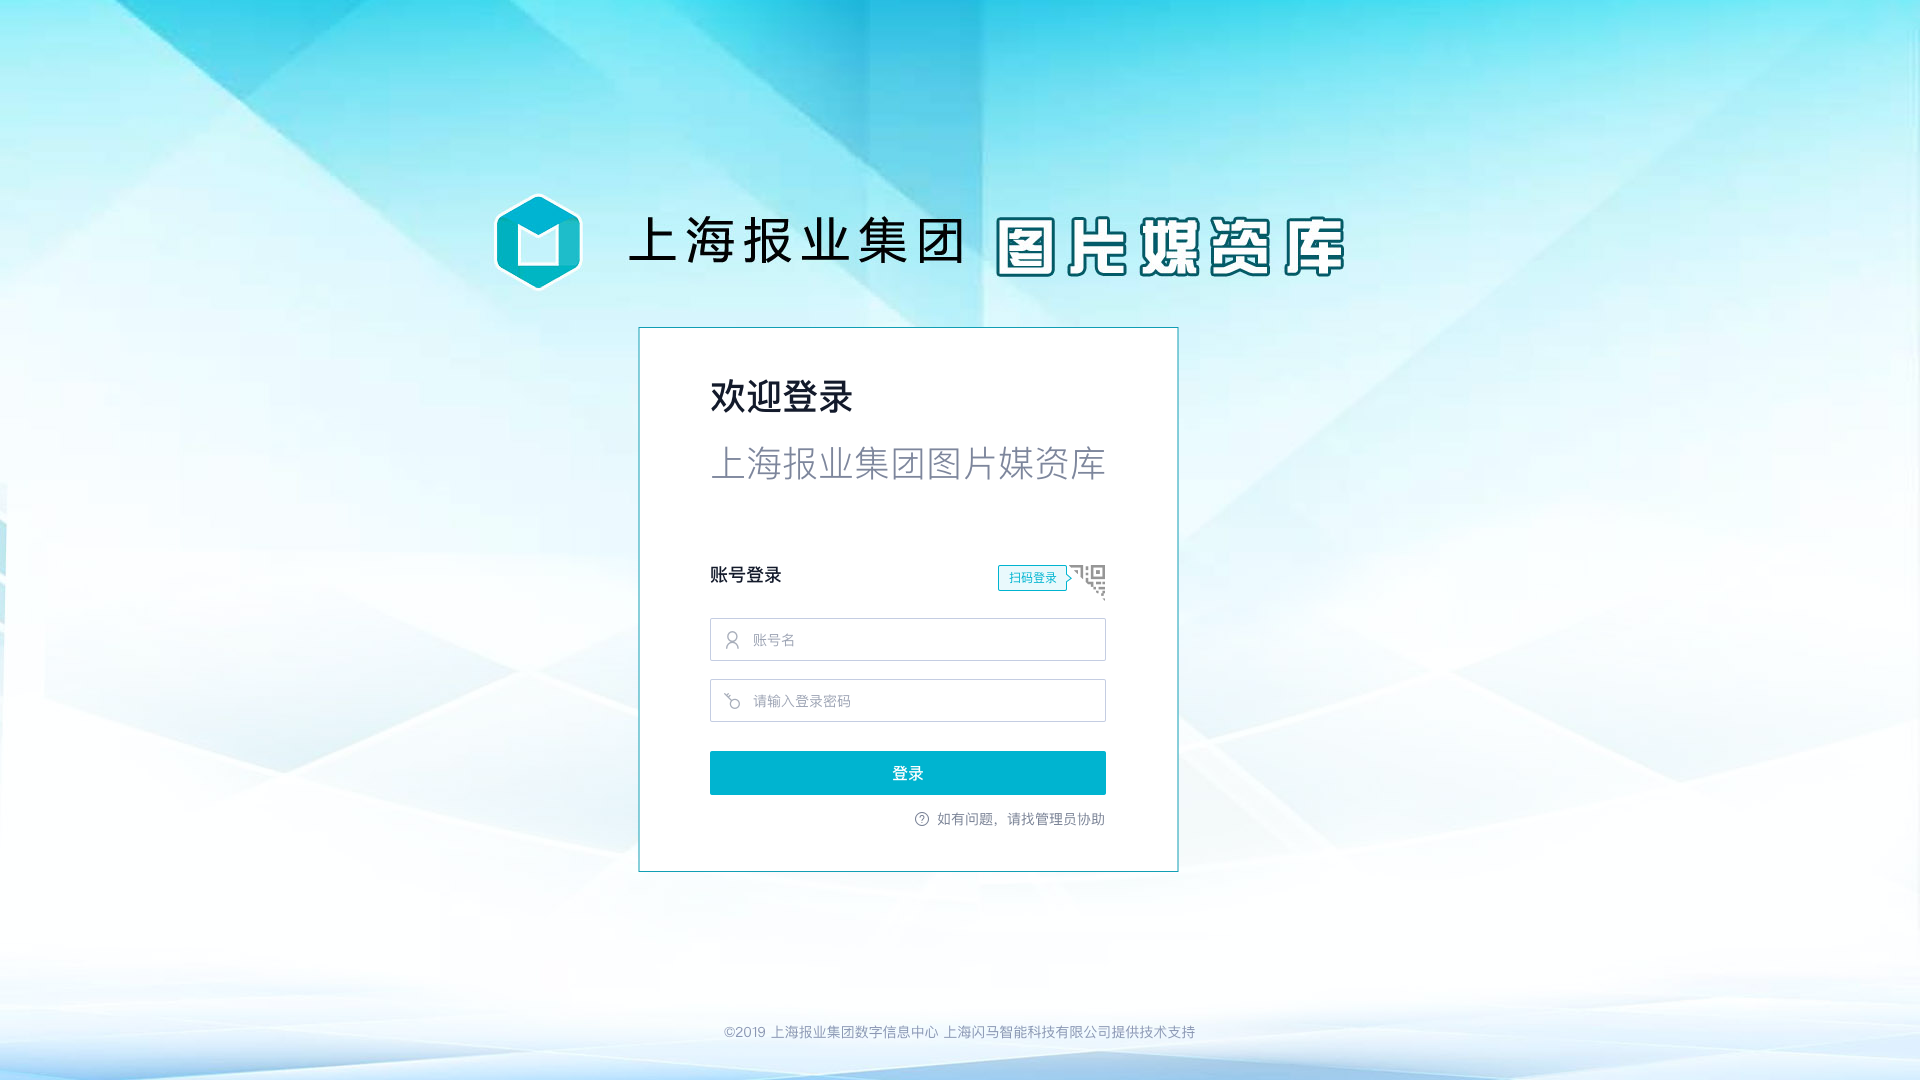 上海报业集团 图片媒资库
欢迎登录
上海报业集团图片媒资库
账号登录
扫码登录
账号名
请输入登录密码
登录
如有问题，请找管理员协助
©2019 上海报业集团数字信息中心 上海闪马智能科技有限公司提供技术支持